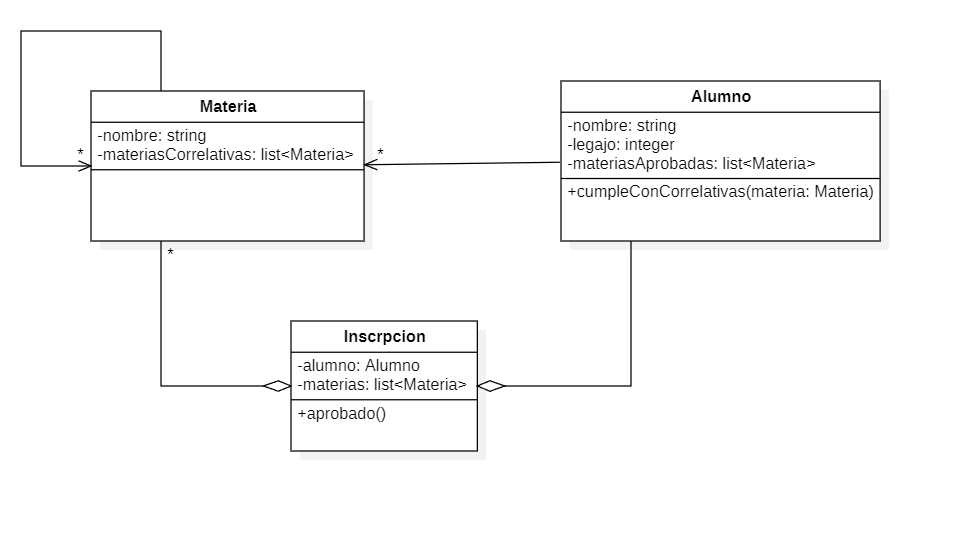 Materia
-nombre: string
-materiasCorrelativas: list<Materia>
*
*
*
Alumno
-nombre: string
-legajo: integer
-materiasAprobadas: list<Materia>
+cumpleConCorrelativas(materia: Materia)
Inscrpcion
-alumno: Alumno
-materias: list<Materia>
+aprobado()